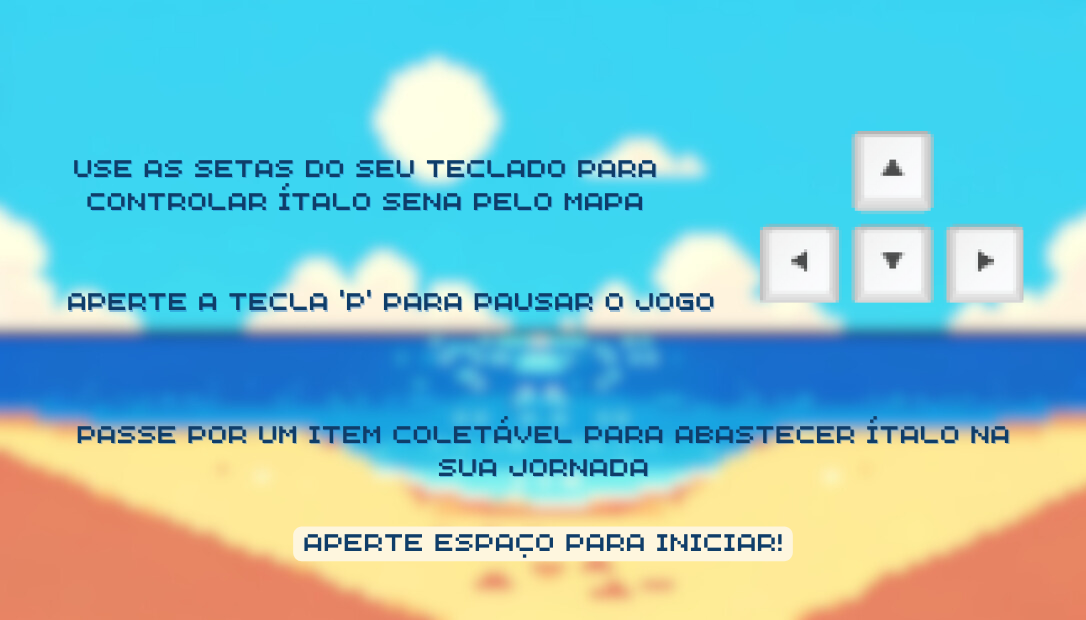 USE AS SETAS DO SEU TECLADO PARA
CONTROLAR ÍTALO SENA PELO MAPA
APERTE A TECLA 'P' PARA PAUSAR O JOGO
PASSE POR UM ITEM COLETÁVEL PARA ABASTECER ÍTALO NA
SUA JORNADA
APERTE ESPAÇO PARA INICIAR!